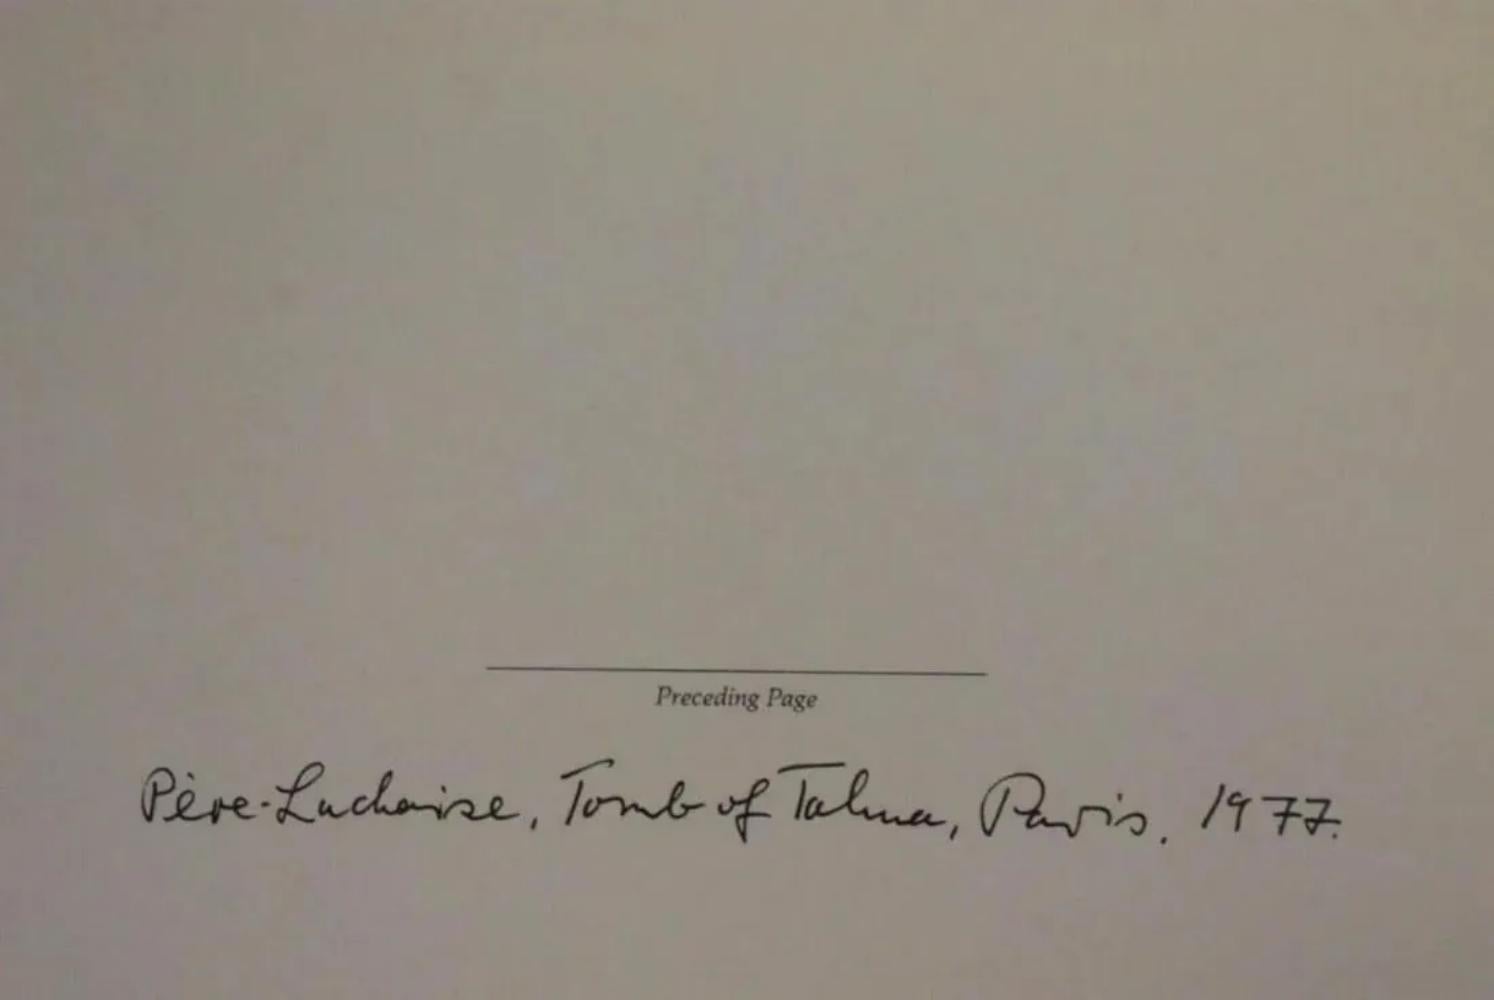 Preceding Page
Père-Lachaise, Tomb of Talma, Paris. 1977.